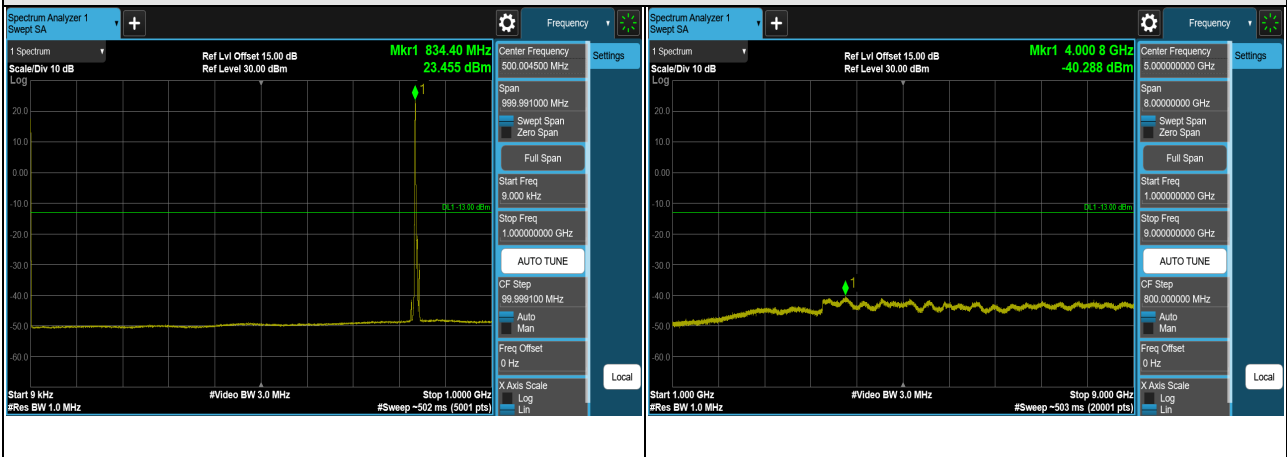 Spectrum Analyzer 1
Swept SA
Frequency
1 Spectrum
Scale/Div 10 dB
Ref Lvl Offset 15.00 dB
Ref Level 30.00 dBm
Mkr1 834.40 MHz
23.455 dBm
Log
1
20.0
10.0
0.00
-10.0
-20.0
-30.0
-40.0
-50.0
-60.0
DL1 -13.00 dBm
Start 9 kHz
#Res BW 1.0 MHz
#Video BW 3.0 MHz
Stop 1.0000 GHz
#Sweep ~502 ms (5001 pts)
Center Frequency
500.004500 MHz
Span
999.991000 MHz
Swept Span
Zero Span
Full Span
Start Freq
9.000 kHz
Stop Freq
1.000000000 GHz
AUTO TUNE
CF Step
99.999100 MHz
Auto
Man
Freq Offset
0 Hz
X Axis Scale
Log
Lin
Settings
Local
Spectrum Analyzer 1
Swept SA
Frequency
1 Spectrum
Scale/Div 10 dB
Ref Lvl Offset 15.00 dB
Ref Level 30.00 dBm
Mkr1 4.000 8 GHz
-40.288 dBm
Log
1
20.0
10.0
0.00
-10.0
-20.0
-30.0
-40.0
-50.0
-60.0
DL1 -13.00 dBm
Start 1.000 GHz
#Res BW 1.0 MHz
#Video BW 3.0 MHz
Stop 9.000 GHz
#Sweep ~503 ms (20001 pts)
Center Frequency
5.000000000 GHz
Span
8.00000000 GHz
Swept Span
Zero Span
Full Span
Start Freq
1.000000000 GHz
Stop Freq
9.000000000 GHz
AUTO TUNE
CF Step
800.000000 MHz
Auto
Man
Freq Offset
0 Hz
X Axis Scale
Log
Lin
Settings
Local